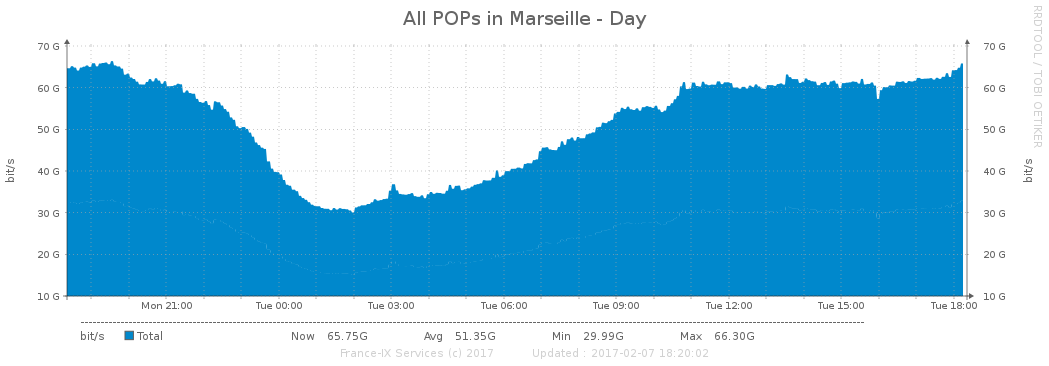 All POPs in Marseille - Day
RRDTOOL / TOBI OETIKER
70 G 70 G
60 G 60 G
50 G 50 G
40 G 40 G
30 G 30 G
20 G 20 G
10 G 10 G
bit/s
bit/s
Mon 21:00 Tue 00:00 Tue 03:00 Tue 06:00 Tue 09:00 Tue 12:00 Tue 15:00 Tue 18:00
bit/s Total Now 65.75G Avg 51.35G Min 29.99G Max 66.30G
France-IX Services (c) 2017 Updated : 2017-02-07 18:20:02